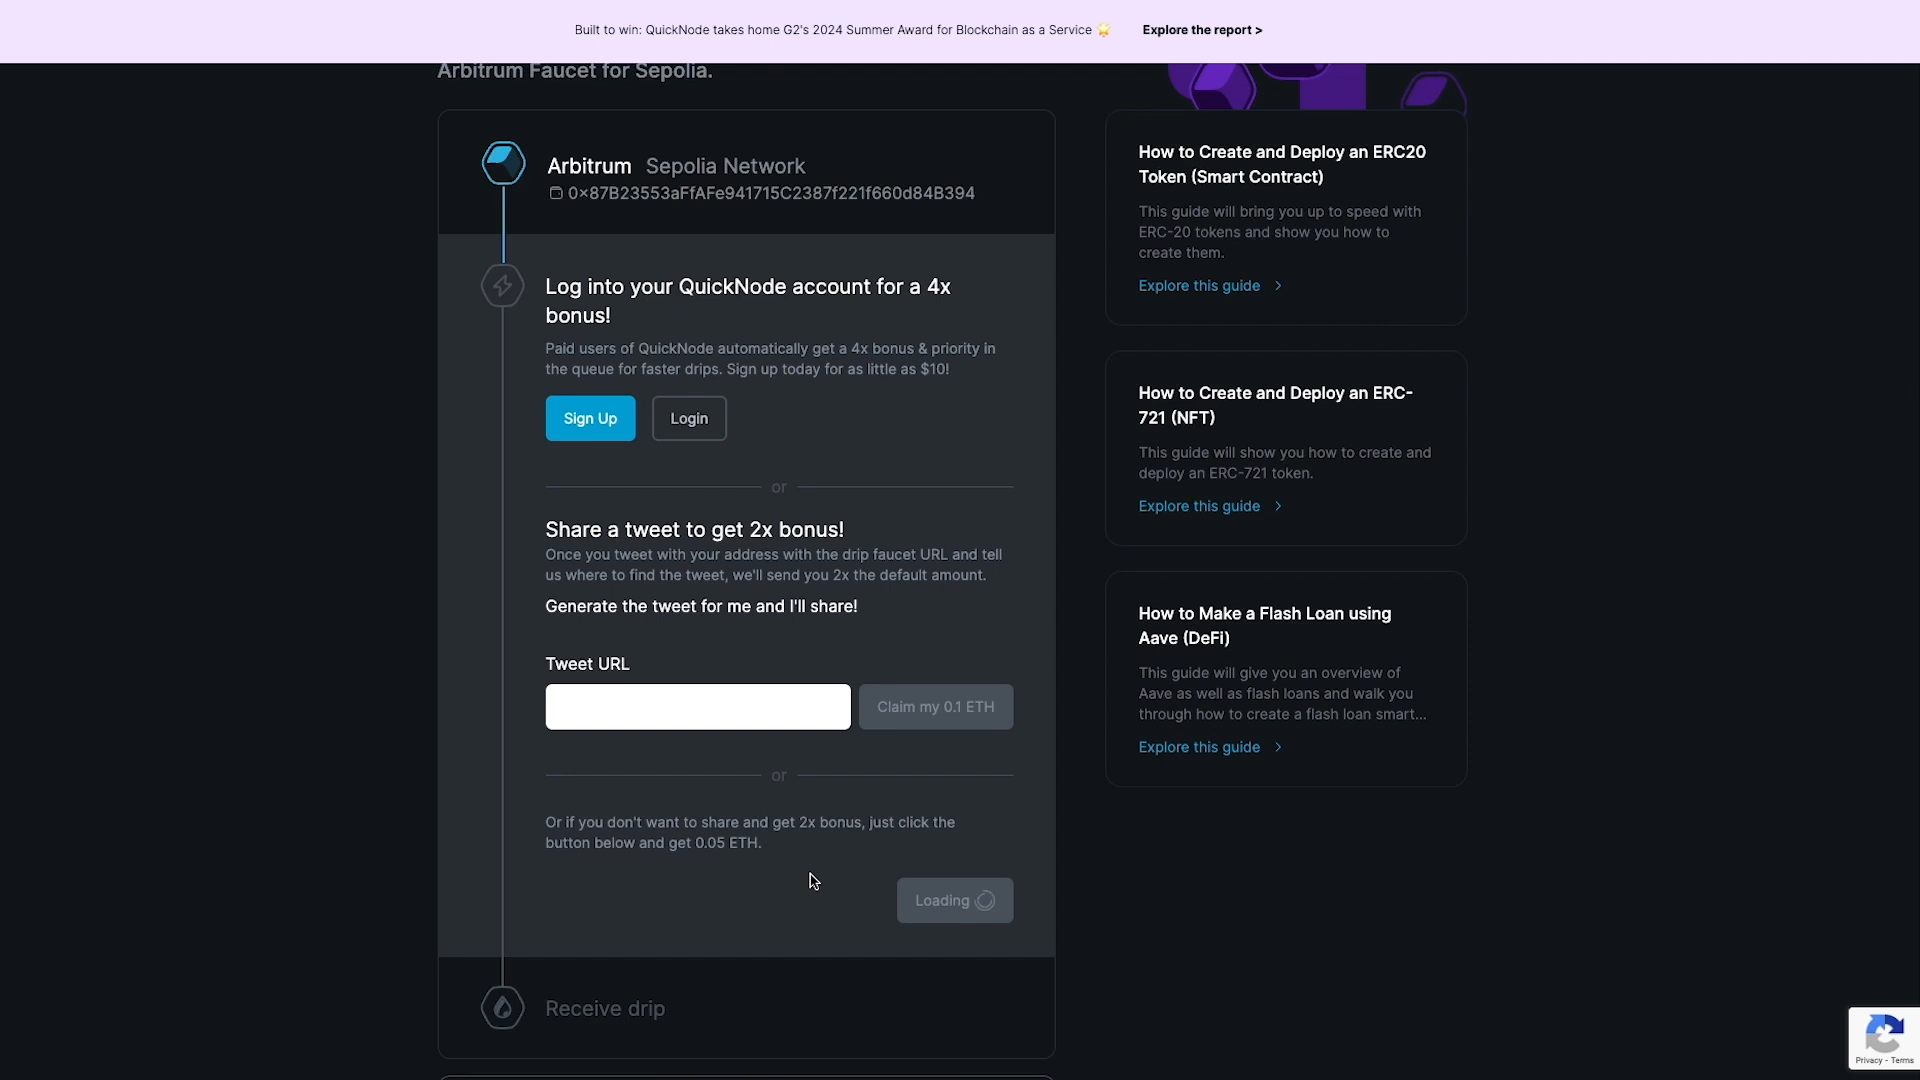 Built to win: QuickNode takes home G2's 2024 Summer Award for Blockchain as a Service 🌟 Explore the report >
Arbitrum Faucet for Sepolia.
Arbitrum Sepolia Network
0×87B23553aFfAFe941715C2387f221f660d84B394
Log into your QuickNode account for a 4x
bonus!
Paid users of QuickNode automatically get a 4x bonus & priority in
the queue for faster drips. Sign up today for as little as $10!
Sign Up
Login
or
Share a tweet to get 2x bonus!
Once you tweet with your address with the drip faucet URL and tell
us where to find the tweet, we'll send you 2x the default amount.
Generate the tweet for me and I'll share!
Tweet URL
Claim my 0.1 ETH
or
Or if you don't want to share and get 2x bonus, just click the
button below and get 0.05 ETH.
Loading
Receive drip
How to Create and Deploy an ERC20
Token (Smart Contract)
This guide will bring you up to speed with
ERC-20 tokens and show you how to
create them.
Explore this guide >
How to Create and Deploy an ERC-
721 (NFT)
This guide will show you how to create and
deploy an ERC-721 token.
Explore this guide >
How to Make a Flash Loan using
Aave (DeFi)
This guide will give you an overview of
Aave as well as flash loans and walk you
through how to create a flash loan smart...
Explore this guide >
Privacy - Terms